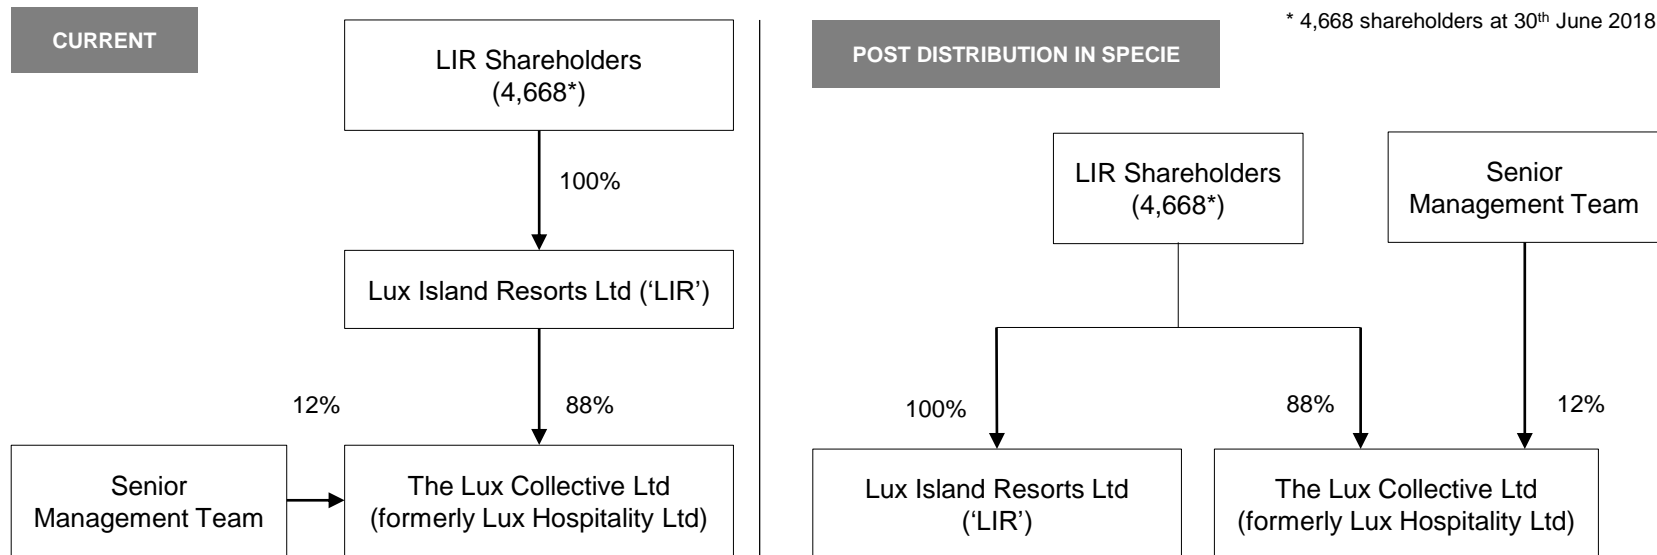 CURRENT
LIR Shareholders
(4,668*)
100%
Lux Island Resorts Ltd (‘LIR’)
12%
88%
Senior
Management Team
The Lux Collective Ltd
(formerly Lux Hospitality Ltd)
* 4,668 shareholders at 30th June 2018
POST DISTRIBUTION IN SPECIE
LIR Shareholders
(4,668*)
Senior
Management Team
100%
88%
12%
Lux Island Resorts Ltd
(‘LIR’)
The Lux Collective Ltd
(formerly Lux Hospitality Ltd)